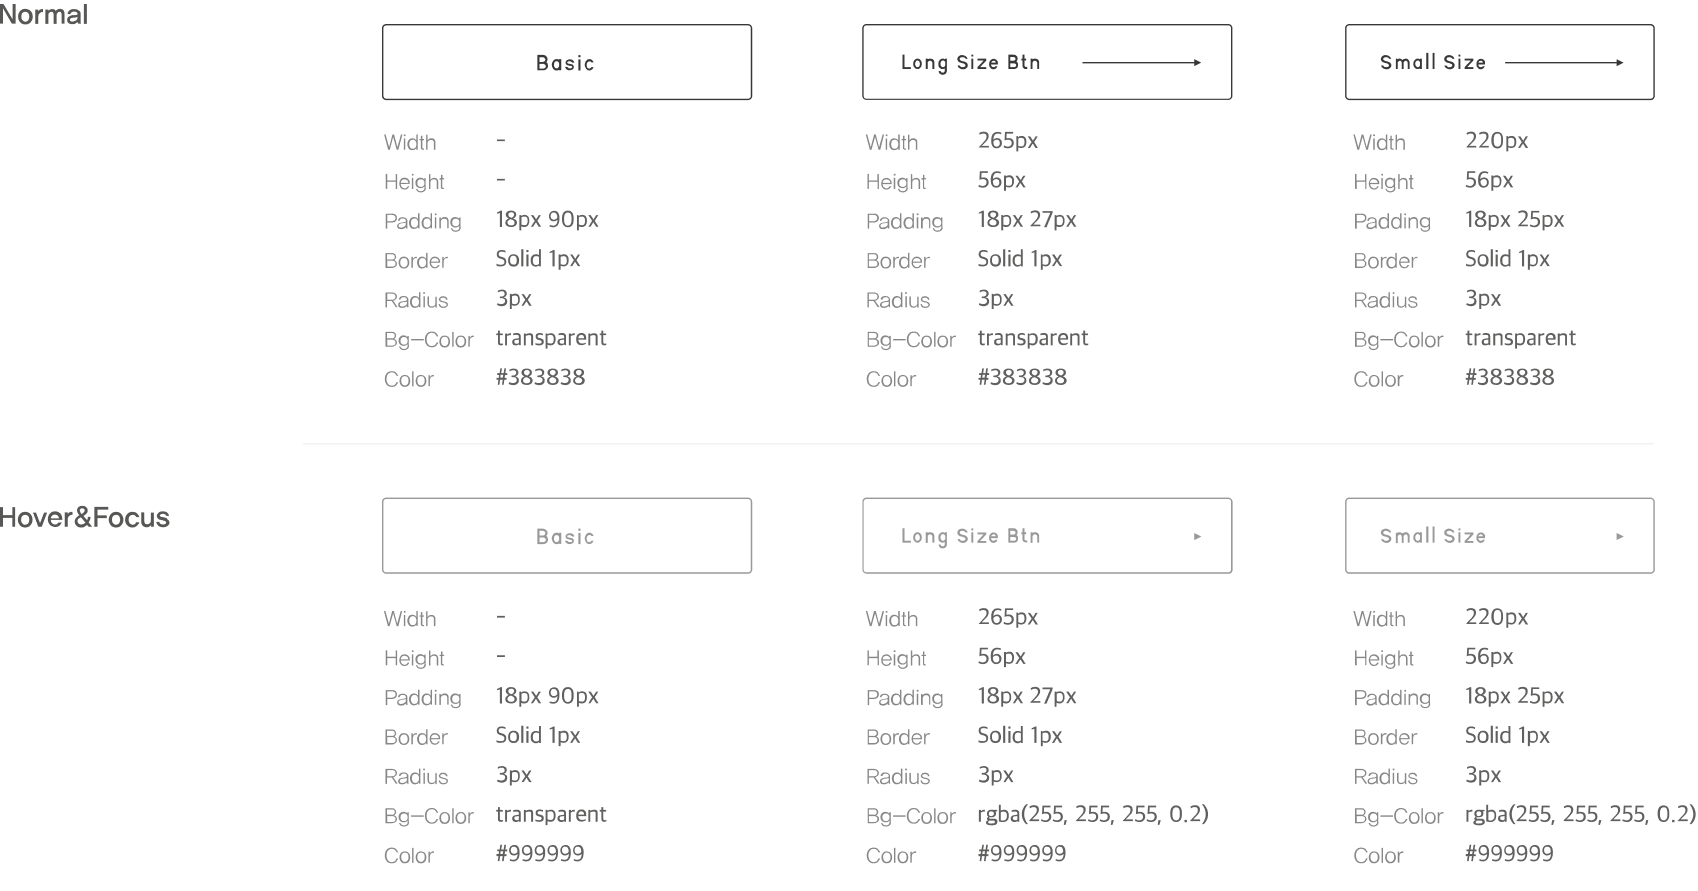 Normal
Basic
Long Size Btn
Small Size
Width -
Height -
Padding 18px 90px
Border Solid 1px
Radius 3px
Bg-Color transparent
Color #383838
Width 265px
Height 56px
Padding 18px 27px
Border Solid 1px
Radius 3px
Bg-Color transparent
Color #383838
Width 220px
Height 56px
Padding 18px 25px
Border Solid 1px
Radius 3px
Bg-Color transparent
Color #383838
Hover&Focus
Basic
Long Size Btn
Small Size
Width -
Height -
Padding 18px 90px
Border Solid 1px
Radius 3px
Bg-Color transparent
Color #999999
Width 265px
Height 56px
Padding 18px 27px
Border Solid 1px
Radius 3px
Bg-Color rgba(255, 255, 255, 0.2)
Color #999999
Width 220px
Height 56px
Padding 18px 25px
Border Solid 1px
Radius 3px
Bg-Color rgba(255, 255, 255, 0.2)
Color #999999